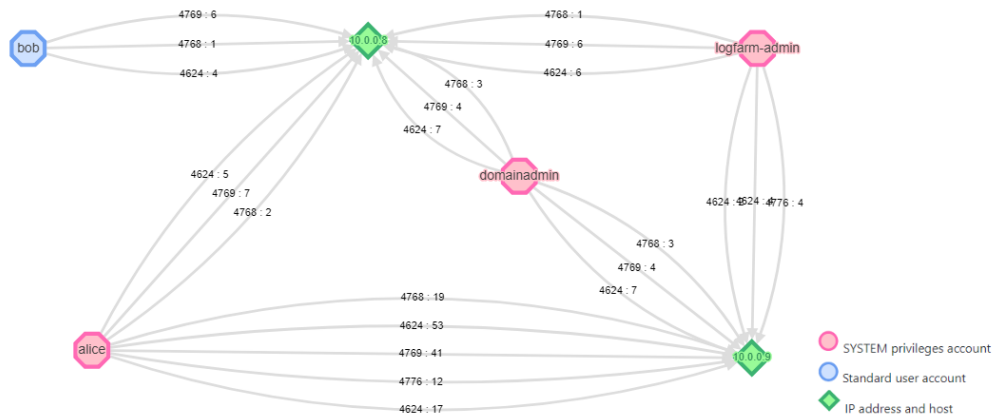 4769 : 6
4768 : 1
4624 : 4
bob
10.0.0.8
4768 : 1
4769 : 6
4624 : 6
logfarm-admin
4768 : 3
4769 : 4
4624 : 7
domainadmin
4624 : 5
4769 : 7
4768 : 2
4624 : 4
4776 : 4
4768 : 3
4769 : 4
4624 : 7
4768 : 19
4624 : 53
4769 : 41
4776 : 12
4624 : 17
alice
10.0.0.9
SYSTEM privileges account
Standard user account
IP address and host